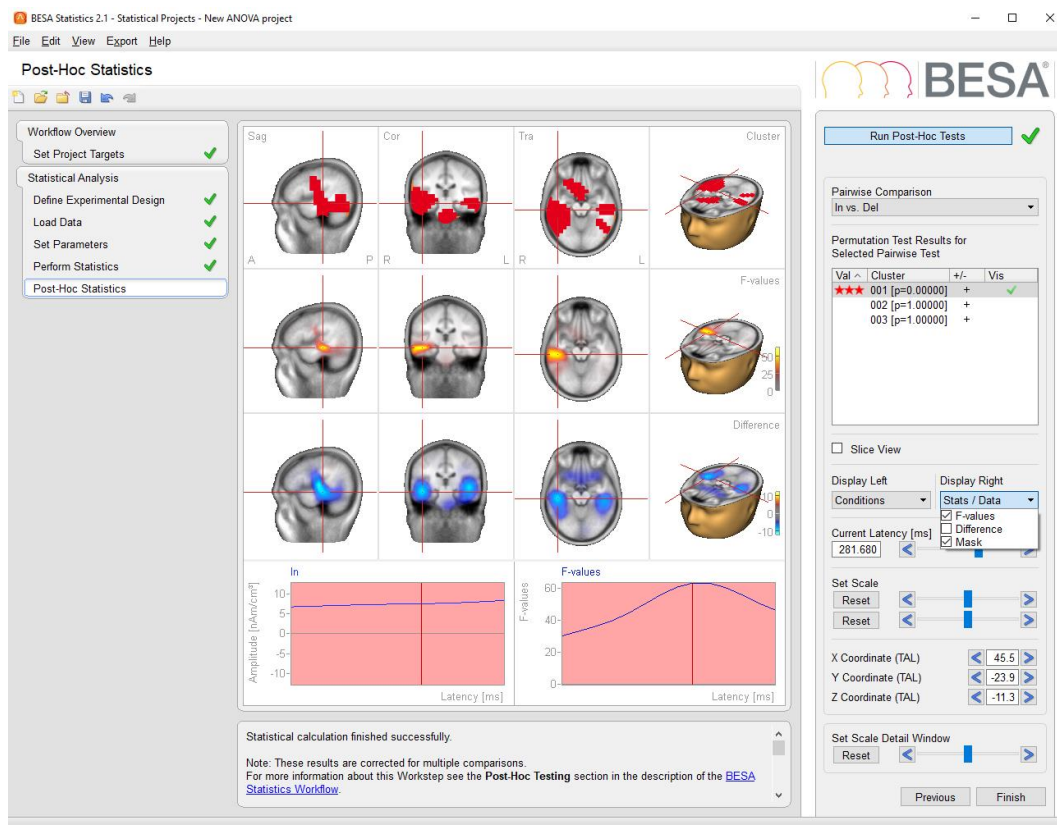 BESA Statistics 2.1 - Statistical Projects - New ANOVA project
File Edit View Export Help
Post-Hoc Statistics
BESA®
Workflow Overview
Set Project Targets
Statistical Analysis
Define Experimental Design
Load Data
Set Parameters
Perform Statistics
Post-Hoc Statistics
Sag
A P
Cor
R L
Tra
R L
Cluster
F-values
50
25
0
Difference
10
0
-10
In
Amplitude [nAm/cm³]
10
5
0
-5
-10
Latency [ms]
F-values
F-values
60
40
20
0
Latency [ms]
Statistical calculation finished successfully.
Note: These results are corrected for multiple comparisons.
For more information about this Workstep see the Post-Hoc Testing section in the description of the BESA
Statistics Workflow.
Run Post-Hoc Tests
Pairwise Comparison
In vs. Del
Permutation Test Results for
Selected Pairwise Test
Val Cluster +/- Vis
001 [p=0.00000] +
002 [p=1.00000] +
003 [p=1.00000] +
Slice View
Display Left Display Right
Conditions Stats / Data
F-values
Difference
Mask
Current Latency [ms]
281.680
Set Scale
Reset
Reset
X Coordinate (TAL) 45.5
Y Coordinate (TAL) -23.9
Z Coordinate (TAL) -11.3
Set Scale Detail Window
Reset
Previous Finish